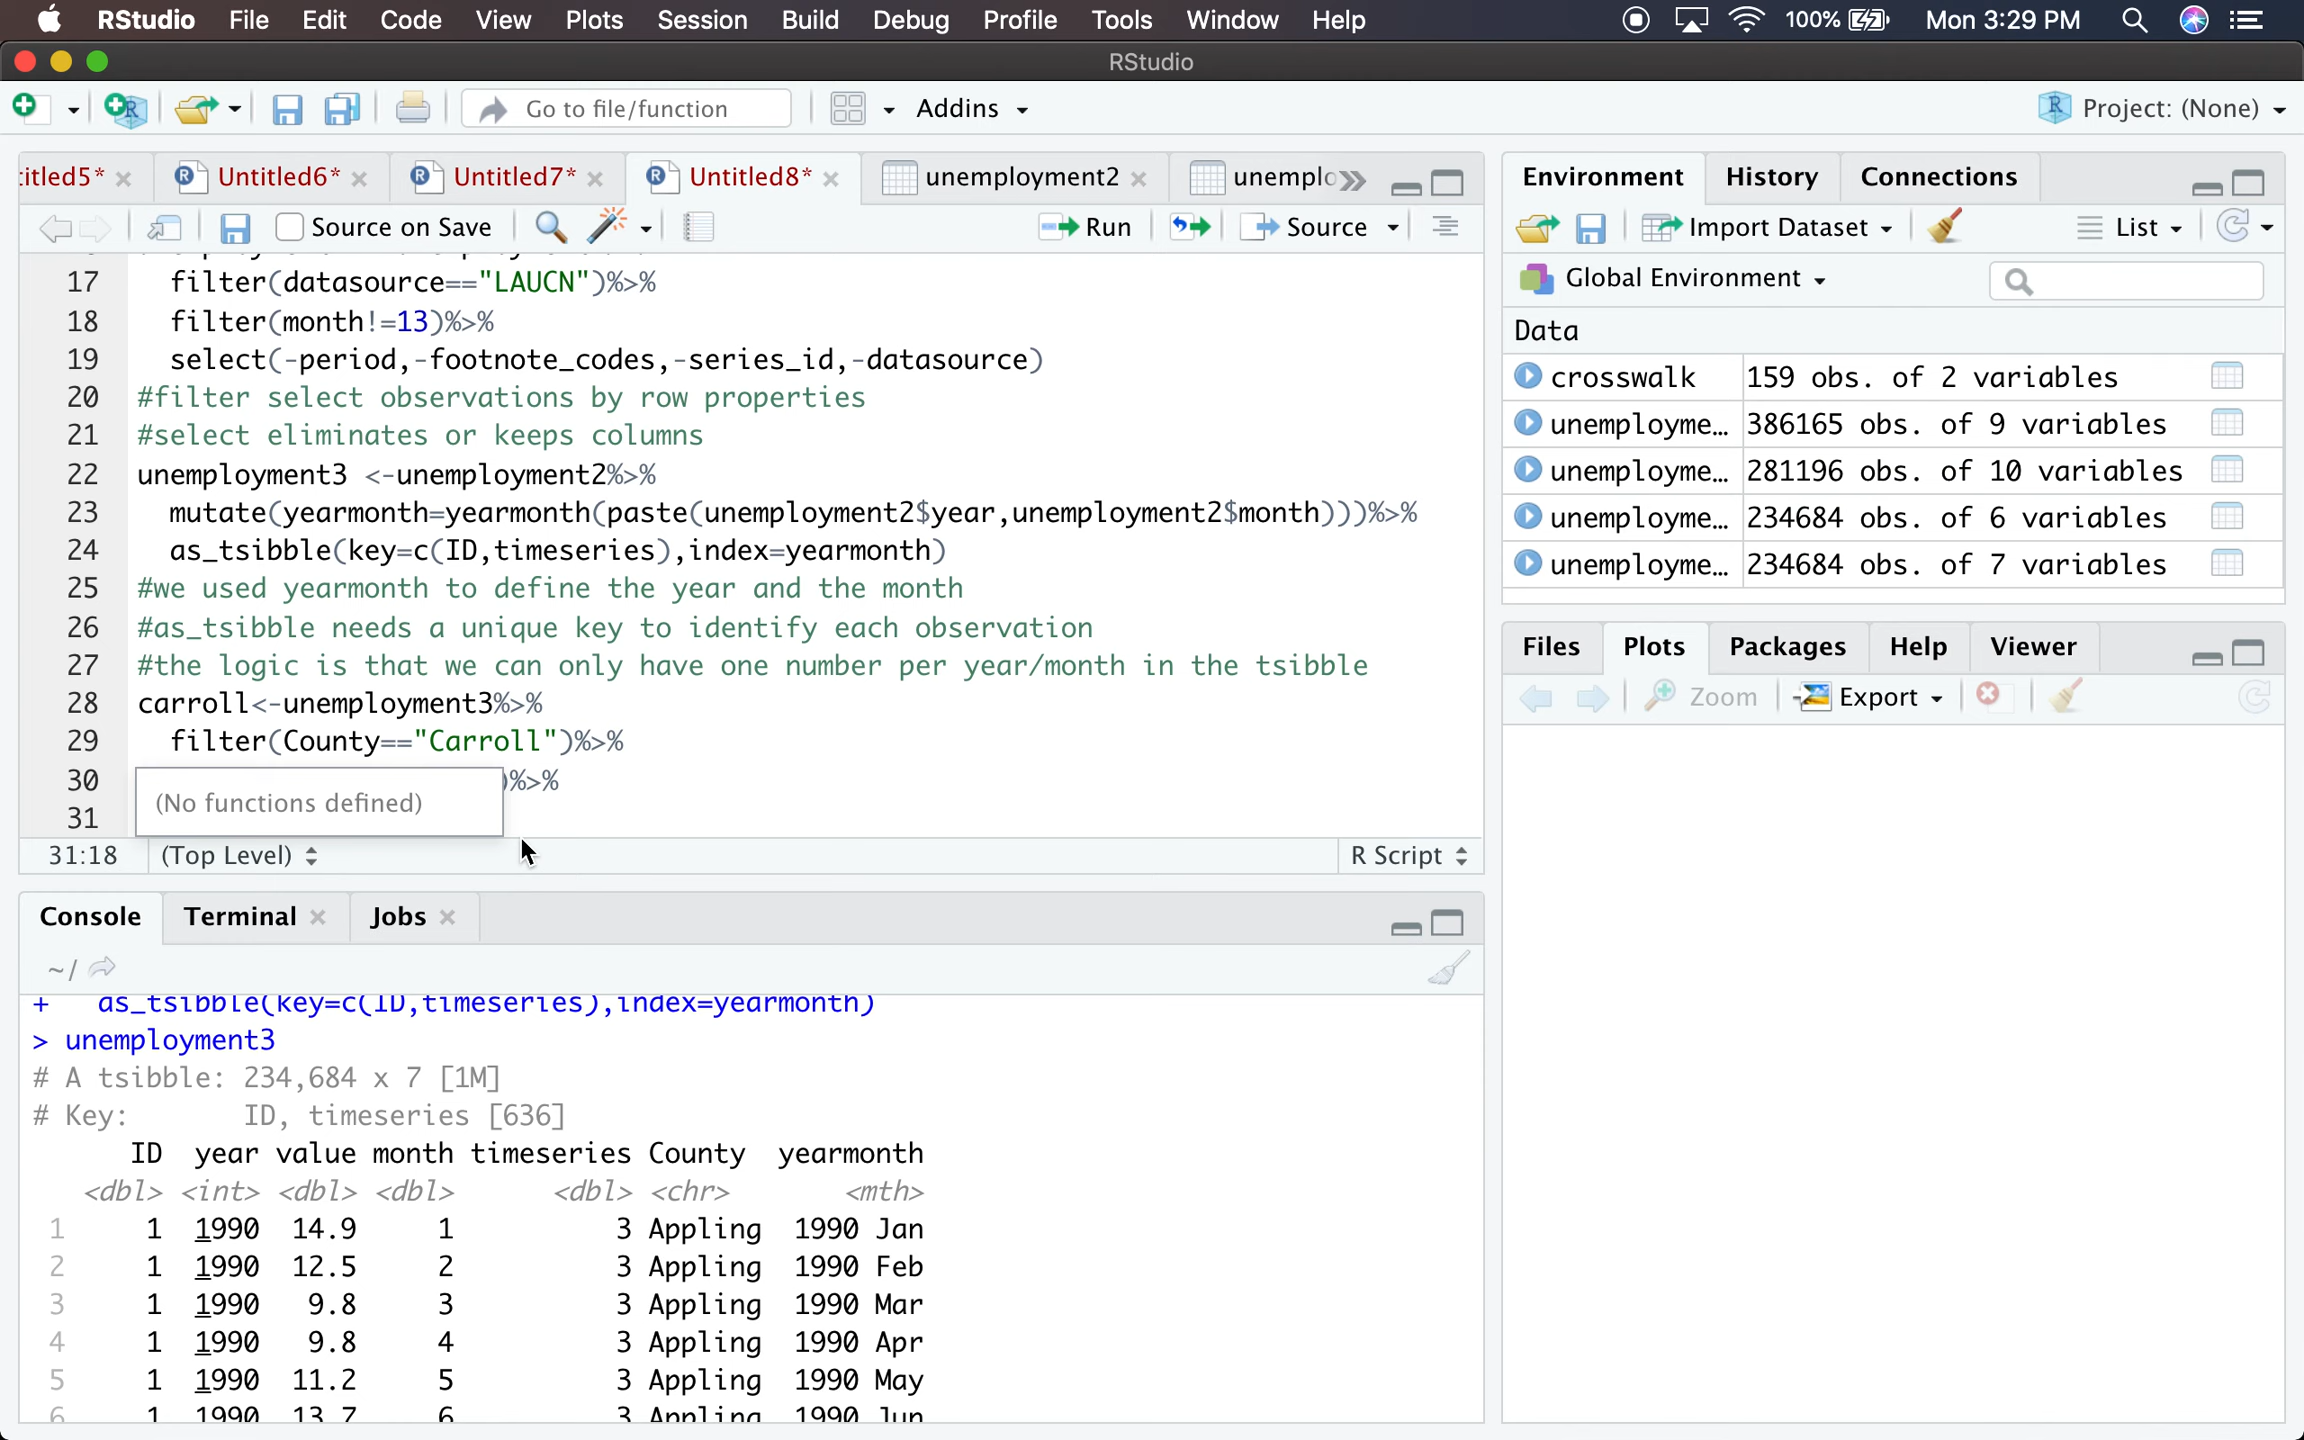 RStudio File Edit Code View Plots Session Build Debug Profile Tools Window Help 100% Mon 3:29 PM
RStudio
Go to file/function Addins Project: (None)
titled5* Untitled6* Untitled7* Untitled8* unemployment2 unemplo
Source on Save Run Source
17 filter(datasource=="LAUCN")%>%
18 filter(month!=13)%>%
19 select(-period,-footnote_codes,-series_id,-datasource)
20 #filter select observations by row properties
21 #select eliminates or keeps columns
22 unemployment3 <-unemployment2%>%
23 mutate(yearmonth=yearmonth(paste(unemployment2$year,unemployment2$month)))%>%
24 as_tsibble(key=c(ID,timeseries),index=yearmonth)
25 #we used yearmonth to define the year and the month
26 #as_tsibble needs a unique key to identify each observation
27 #the logic is that we can only have one number per year/month in the tsibble
28 carroll<-unemployment3%>%
29 filter(County=="Carroll")%>%
30 )%>%
(No functions defined)
31
31:18 (Top Level) R Script
Console Terminal Jobs
~/
+ as_tsibble(key=c(ID,timeseries),index=yearmonth)
> unemployment3
# A tsibble: 234,684 x 7 [1M]
# Key: ID, timeseries [636]
ID year value month timeseries County yearmonth
<dbl> <int> <dbl> <dbl> <dbl> <chr> <mth>
1 1 1990 14.9 1 3 Appling 1990 Jan
2 1 1990 12.5 2 3 Appling 1990 Feb
3 1 1990 9.8 3 3 Appling 1990 Mar
4 1 1990 9.8 4 3 Appling 1990 Apr
5 1 1990 11.2 5 3 Appling 1990 May
6 1 1990 13.7 6 3 Appling 1990 Jun
Environment History Connections
Import Dataset List
Global Environment
Data
crosswalk 159 obs. of 2 variables
unemployme… 386165 obs. of 9 variables
unemployme… 281196 obs. of 10 variables
unemployme… 234684 obs. of 6 variables
unemployme… 234684 obs. of 7 variables
Files Plots Packages Help Viewer
Zoom Export